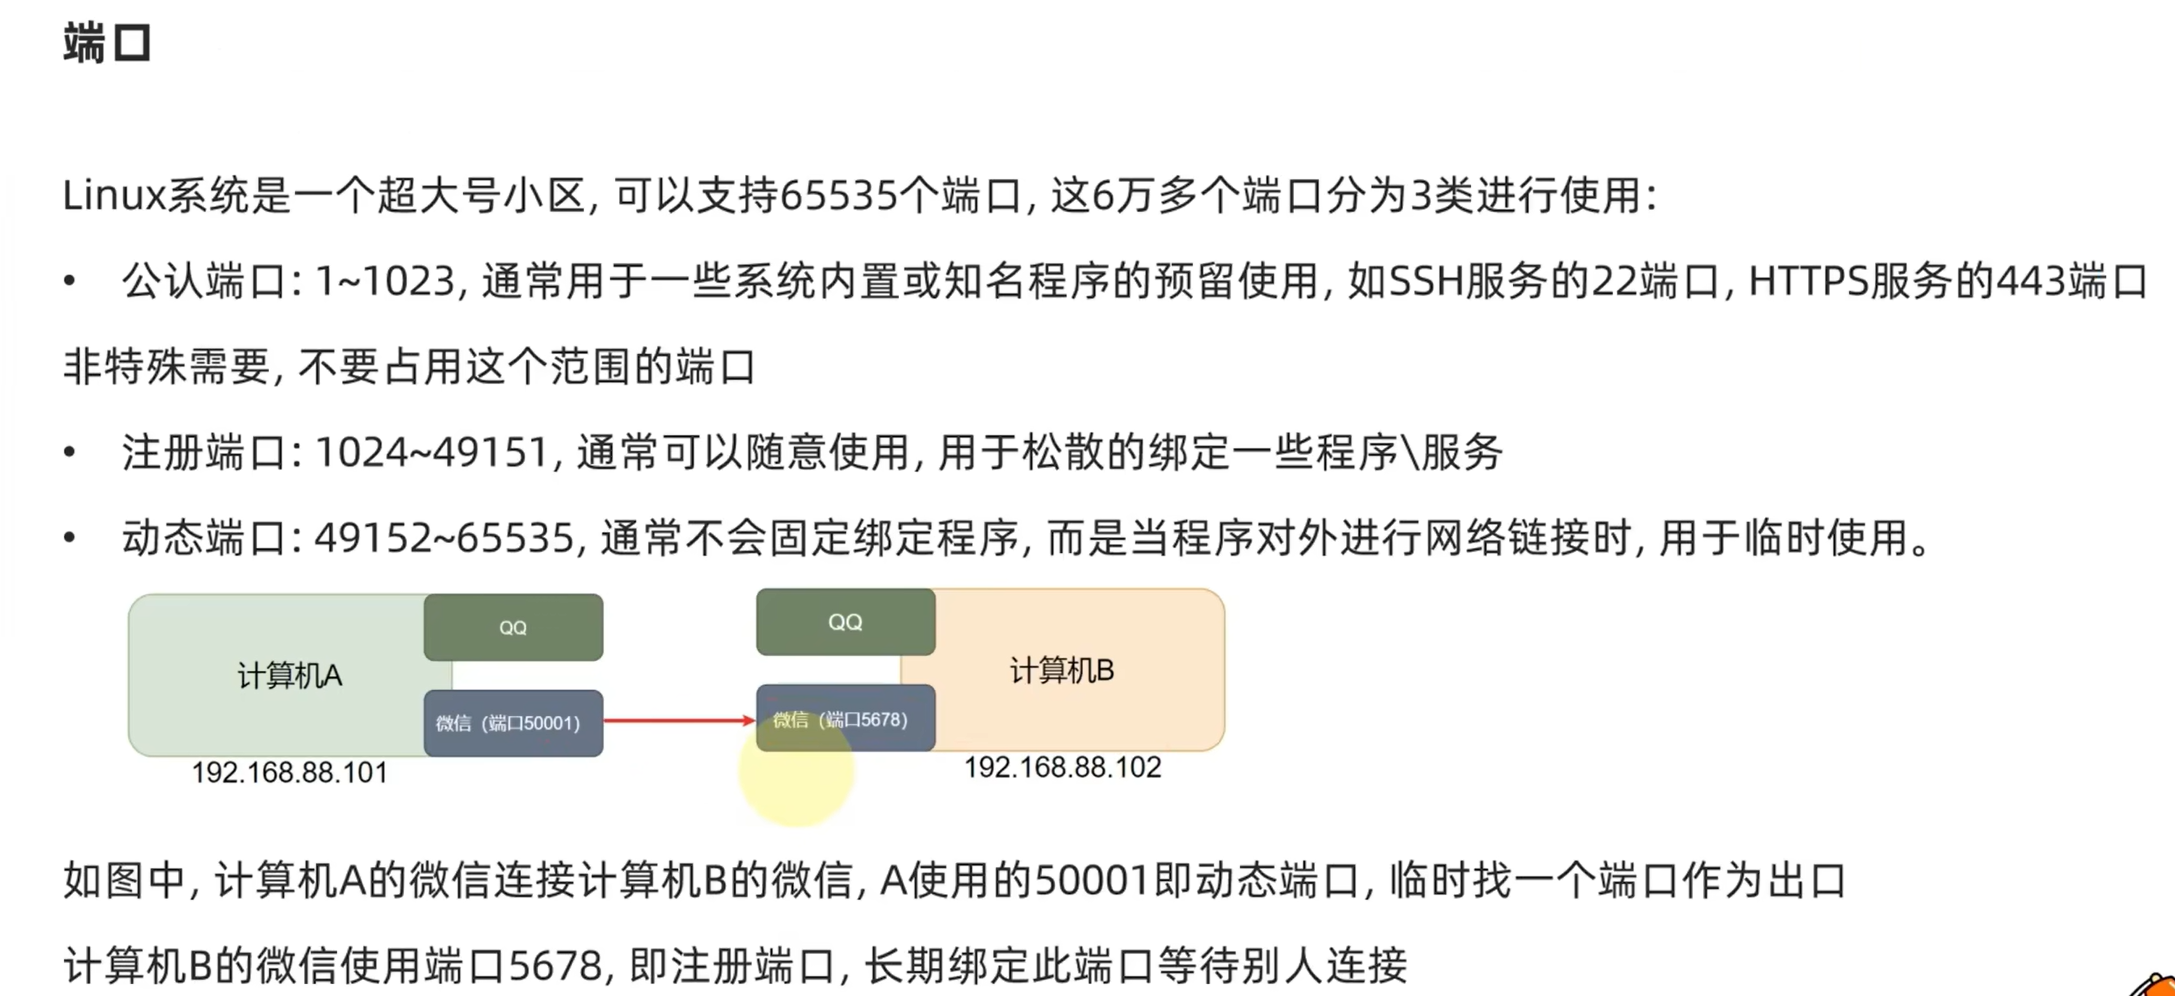 端口
Linux系统是一个超大号小区, 可以支持65535个端口, 这6万多个端口分为3类进行使用:
• 公认端口: 1~1023, 通常用于一些系统内置或知名程序的预留使用, 如SSH服务的22端口, HTTPS服务的443端口
非特殊需要, 不要占用这个范围的端口
• 注册端口: 1024~49151, 通常可以随意使用, 用于松散的绑定一些程序\服务
• 动态端口: 49152~65535, 通常不会固定绑定程序, 而是当程序对外进行网络链接时, 用于临时使用。
计算机A
QQ
微信（端口50001）
192.168.88.101
QQ
微信（端口5678）
计算机B
192.168.88.102
如图中, 计算机A的微信连接计算机B的微信, A使用的50001即动态端口, 临时找一个端口作为出口
计算机B的微信使用端口5678, 即注册端口, 长期绑定此端口等待别人连接